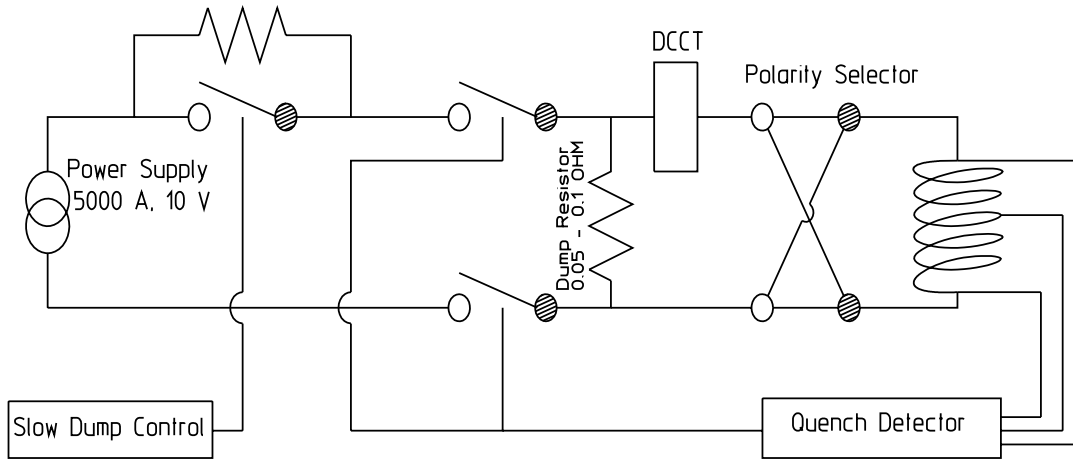 DCCT
Polarity Selector
Power Supply
5000 A, 10 V
Dump Resistor
0.05 - 0.1 OHM
Slow Dump Control
Quench Detector